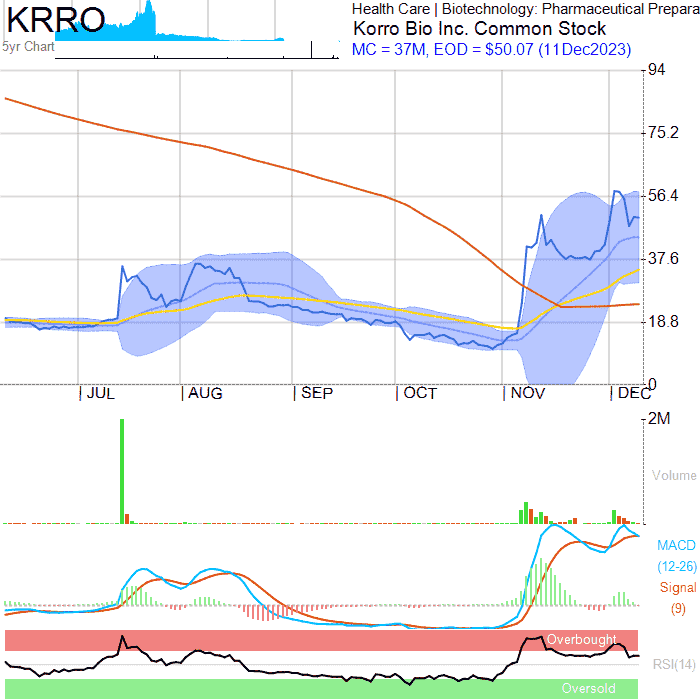 KRRO
Health Care | Biotechnology: Pharmaceutical Prepara
Korro Bio Inc. Common Stock
5yr Chart
MC = 37M, EOD = $50.07 (11Dec2023)
94
75.2
56.4
37.6
18.8
0
JUL
AUG
SEP
OCT
NOV
DEC
2M
Volume
MACD
(12-26)
Signal
(9)
Overbought
RSI(14)
Oversold